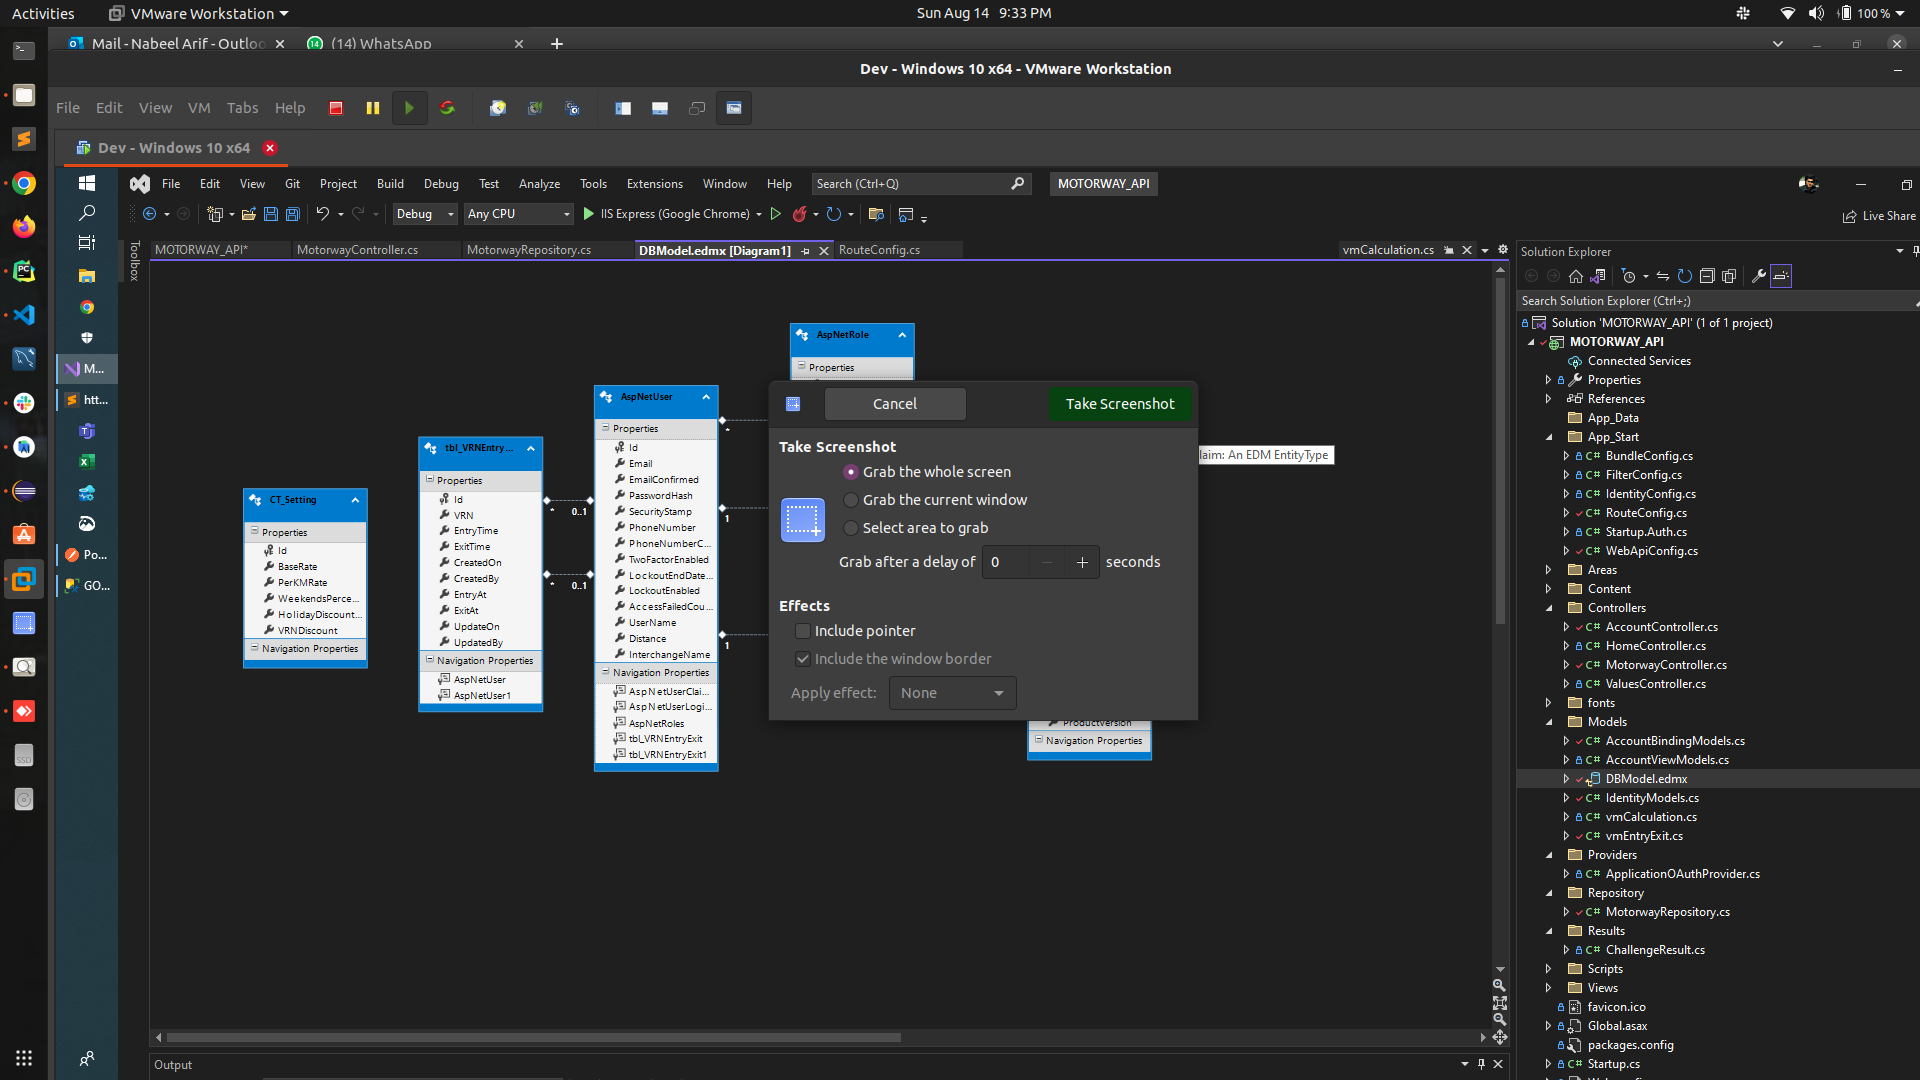 Activities
VMware Workstation
Sun Aug 14 9:33 PM
100 %
Mail - Nabeel Arif - Outloo
(14) WhatsApp
Dev - Windows 10 x64 - VMware Workstation
File Edit View VM Tabs Help
Dev - Windows 10 x64
File Edit View Git Project Build Debug Test Analyze Tools Extensions Window Help
Search (Ctrl+Q)
MOTORWAY_API
Debug
Any CPU
IIS Express (Google Chrome)
Live Share
Toolbox
MOTORWAY_API*
MotorwayController.cs
MotorwayRepository.cs
DBModel.edmx [Diagram1]
RouteConfig.cs
vmCalculation.cs
M...
htt...
Po...
GO...
SSD
CT_Setting
Properties
Id
BaseRate
PerKMRate
WeekendsPerce...
HolidayDiscount...
VRNDiscount
Navigation Properties
tbl_VRNEntry...
Properties
Id
VRN
EntryTime
ExitTime
CreatedOn
CreatedBy
EntryAt
ExitAt
UpdateOn
UpdatedBy
Navigation Properties
AspNetUser
AspNetUser1
* 0..1
* 0..1
AspNetUser
Properties
Id
Email
EmailConfirmed
PasswordHash
SecurityStamp
PhoneNumber
PhoneNumberC...
TwoFactorEnabled
LockoutEndDate...
LockoutEnabled
AccessFailedCou...
UserName
Distance
InterchangeName
Navigation Properties
AspNetUserClai...
AspNetUserLogi...
AspNetRoles
tbl_VRNEntryExit
tbl_VRNEntryExit1
*
1
1
AspNetRole
Properties
Cancel
Take Screenshot
Take Screenshot
Grab the whole screen
Grab the current window
Select area to grab
Grab after a delay of 0 − + seconds
Effects
Include pointer
Include the window border
Apply effect: None
laim: An EDM EntityType
ProductVersion
Navigation Properties
Output
Solution Explorer
Search Solution Explorer (Ctrl+;)
Solution 'MOTORWAY_API' (1 of 1 project)
MOTORWAY_API
Connected Services
Properties
References
App_Data
App_Start
C# BundleConfig.cs
C# FilterConfig.cs
C# IdentityConfig.cs
C# RouteConfig.cs
C# Startup.Auth.cs
C# WebApiConfig.cs
Areas
Content
Controllers
C# AccountController.cs
C# HomeController.cs
C# MotorwayController.cs
C# ValuesController.cs
fonts
Models
C# AccountBindingModels.cs
C# AccountViewModels.cs
DBModel.edmx
C# IdentityModels.cs
C# vmCalculation.cs
C# vmEntryExit.cs
Providers
C# ApplicationOAuthProvider.cs
Repository
C# MotorwayRepository.cs
Results
C# ChallengeResult.cs
Scripts
Views
favicon.ico
Global.asax
packages.config
C# Startup.cs